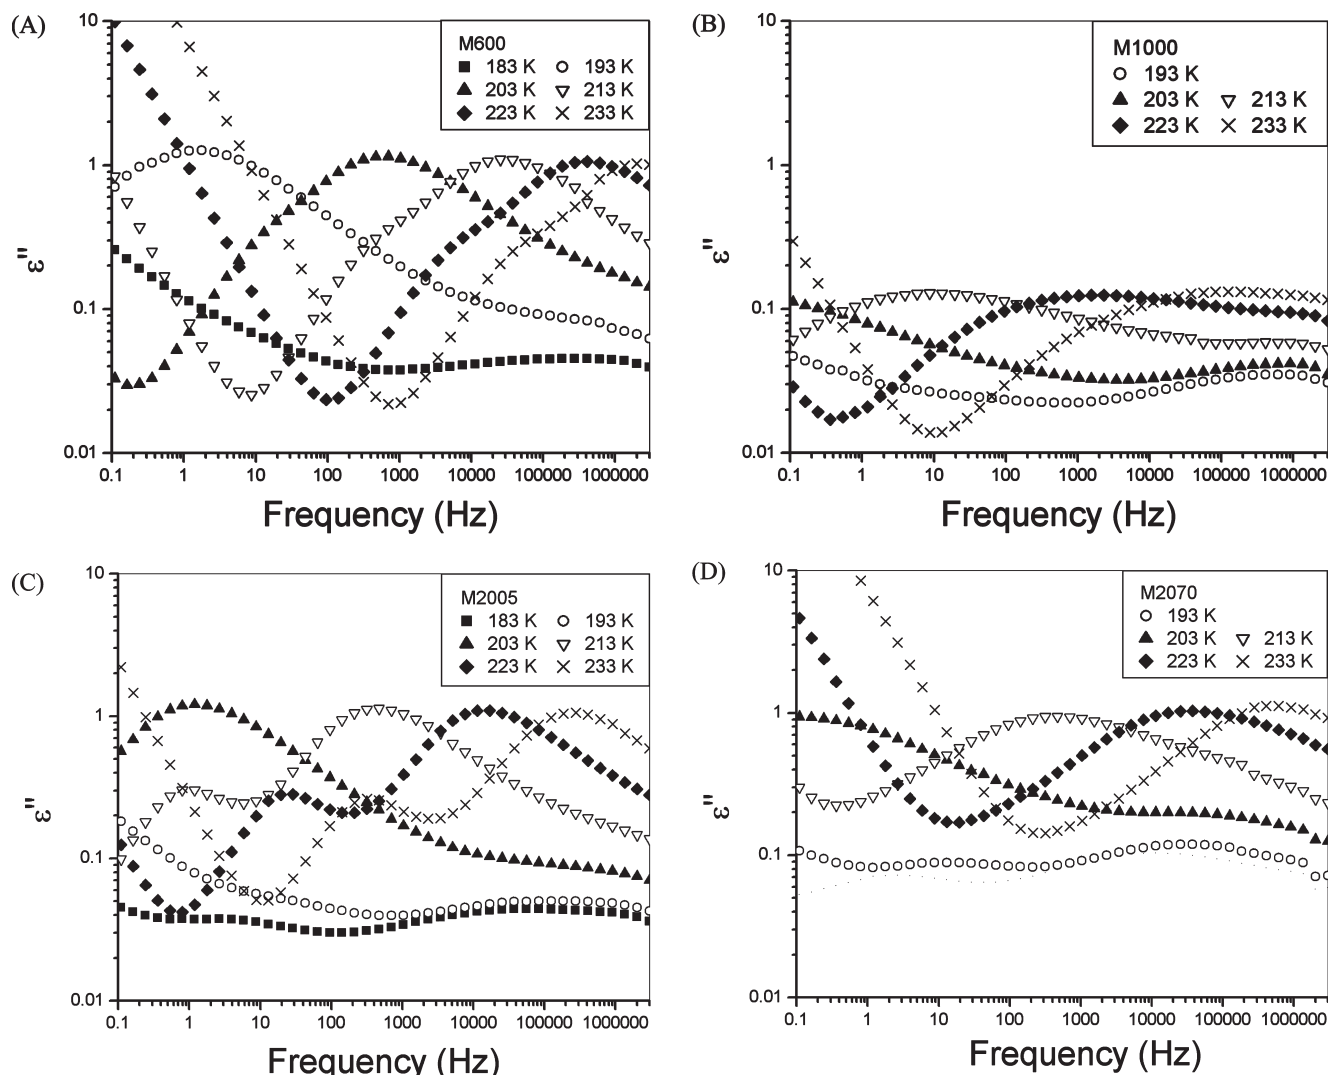 (A)
10
1
0.1
0.01
ε"
M600
183 K 193 K
203 K 213 K
223 K 233 K
0.1 1 10 100 1000 10000 100000 1000000
Frequency (Hz)
(B)
10
1
0.1
0.01
ε"
M1000
193 K
203 K 213 K
223 K 233 K
0.1 1 10 100 1000 10000 100000 1000000
Frequency (Hz)
(C)
10
1
0.1
0.01
ε"
M2005
183 K 193 K
203 K 213 K
223 K 233 K
0.1 1 10 100 1000 10000 100000 1000000
Frequency (Hz)
(D)
10
1
0.1
0.01
ε"
M2070
193 K
203 K 213 K
223 K 233 K
0.1 1 10 100 1000 10000 100000 1000000
Frequency (Hz)